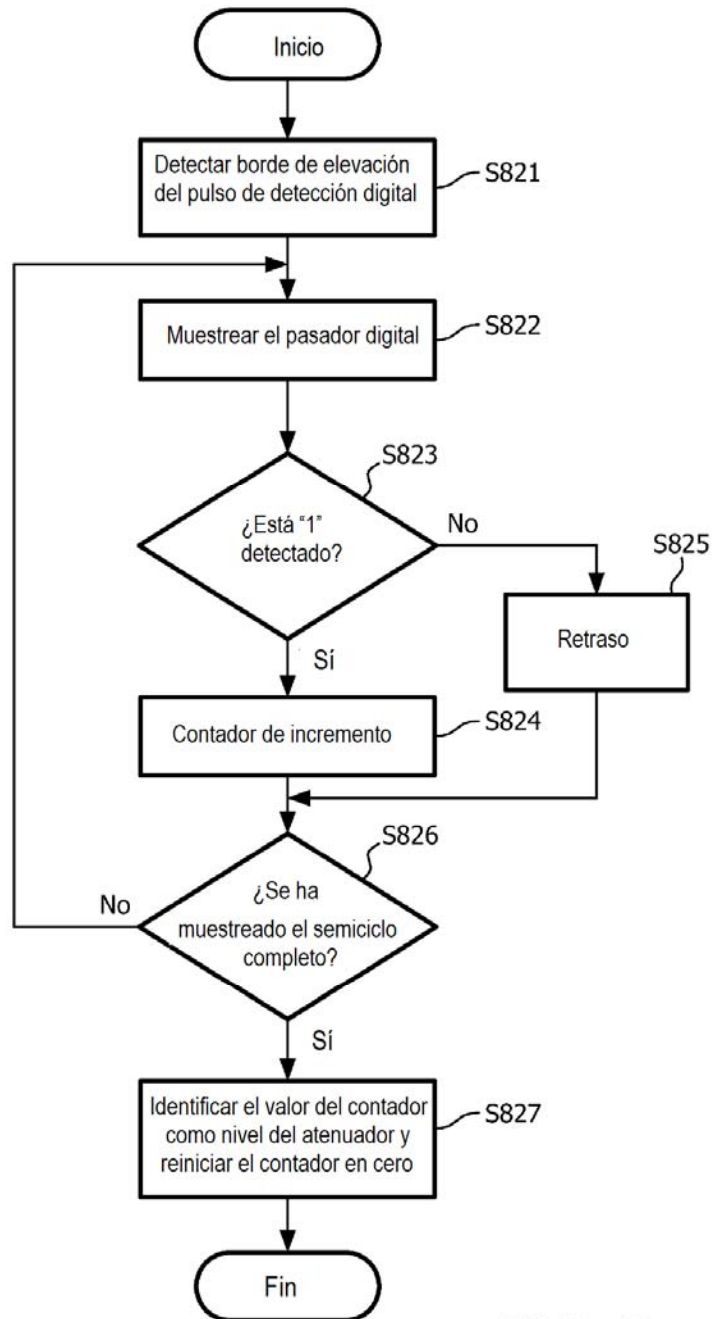 Inicio
Detectar borde de elevación
del pulso de detección digital
S821
Muestrear el pasador digital
S822
S823
¿Está “1”
detectado?
No
S825
Retraso
Sí
Contador de incremento
S824
S826
¿Se ha
muestreado el semiciclo
completo?
No
Sí
Identificar el valor del contador
como nivel del atenuador y
reiniciar el contador en cero
S827
Fin